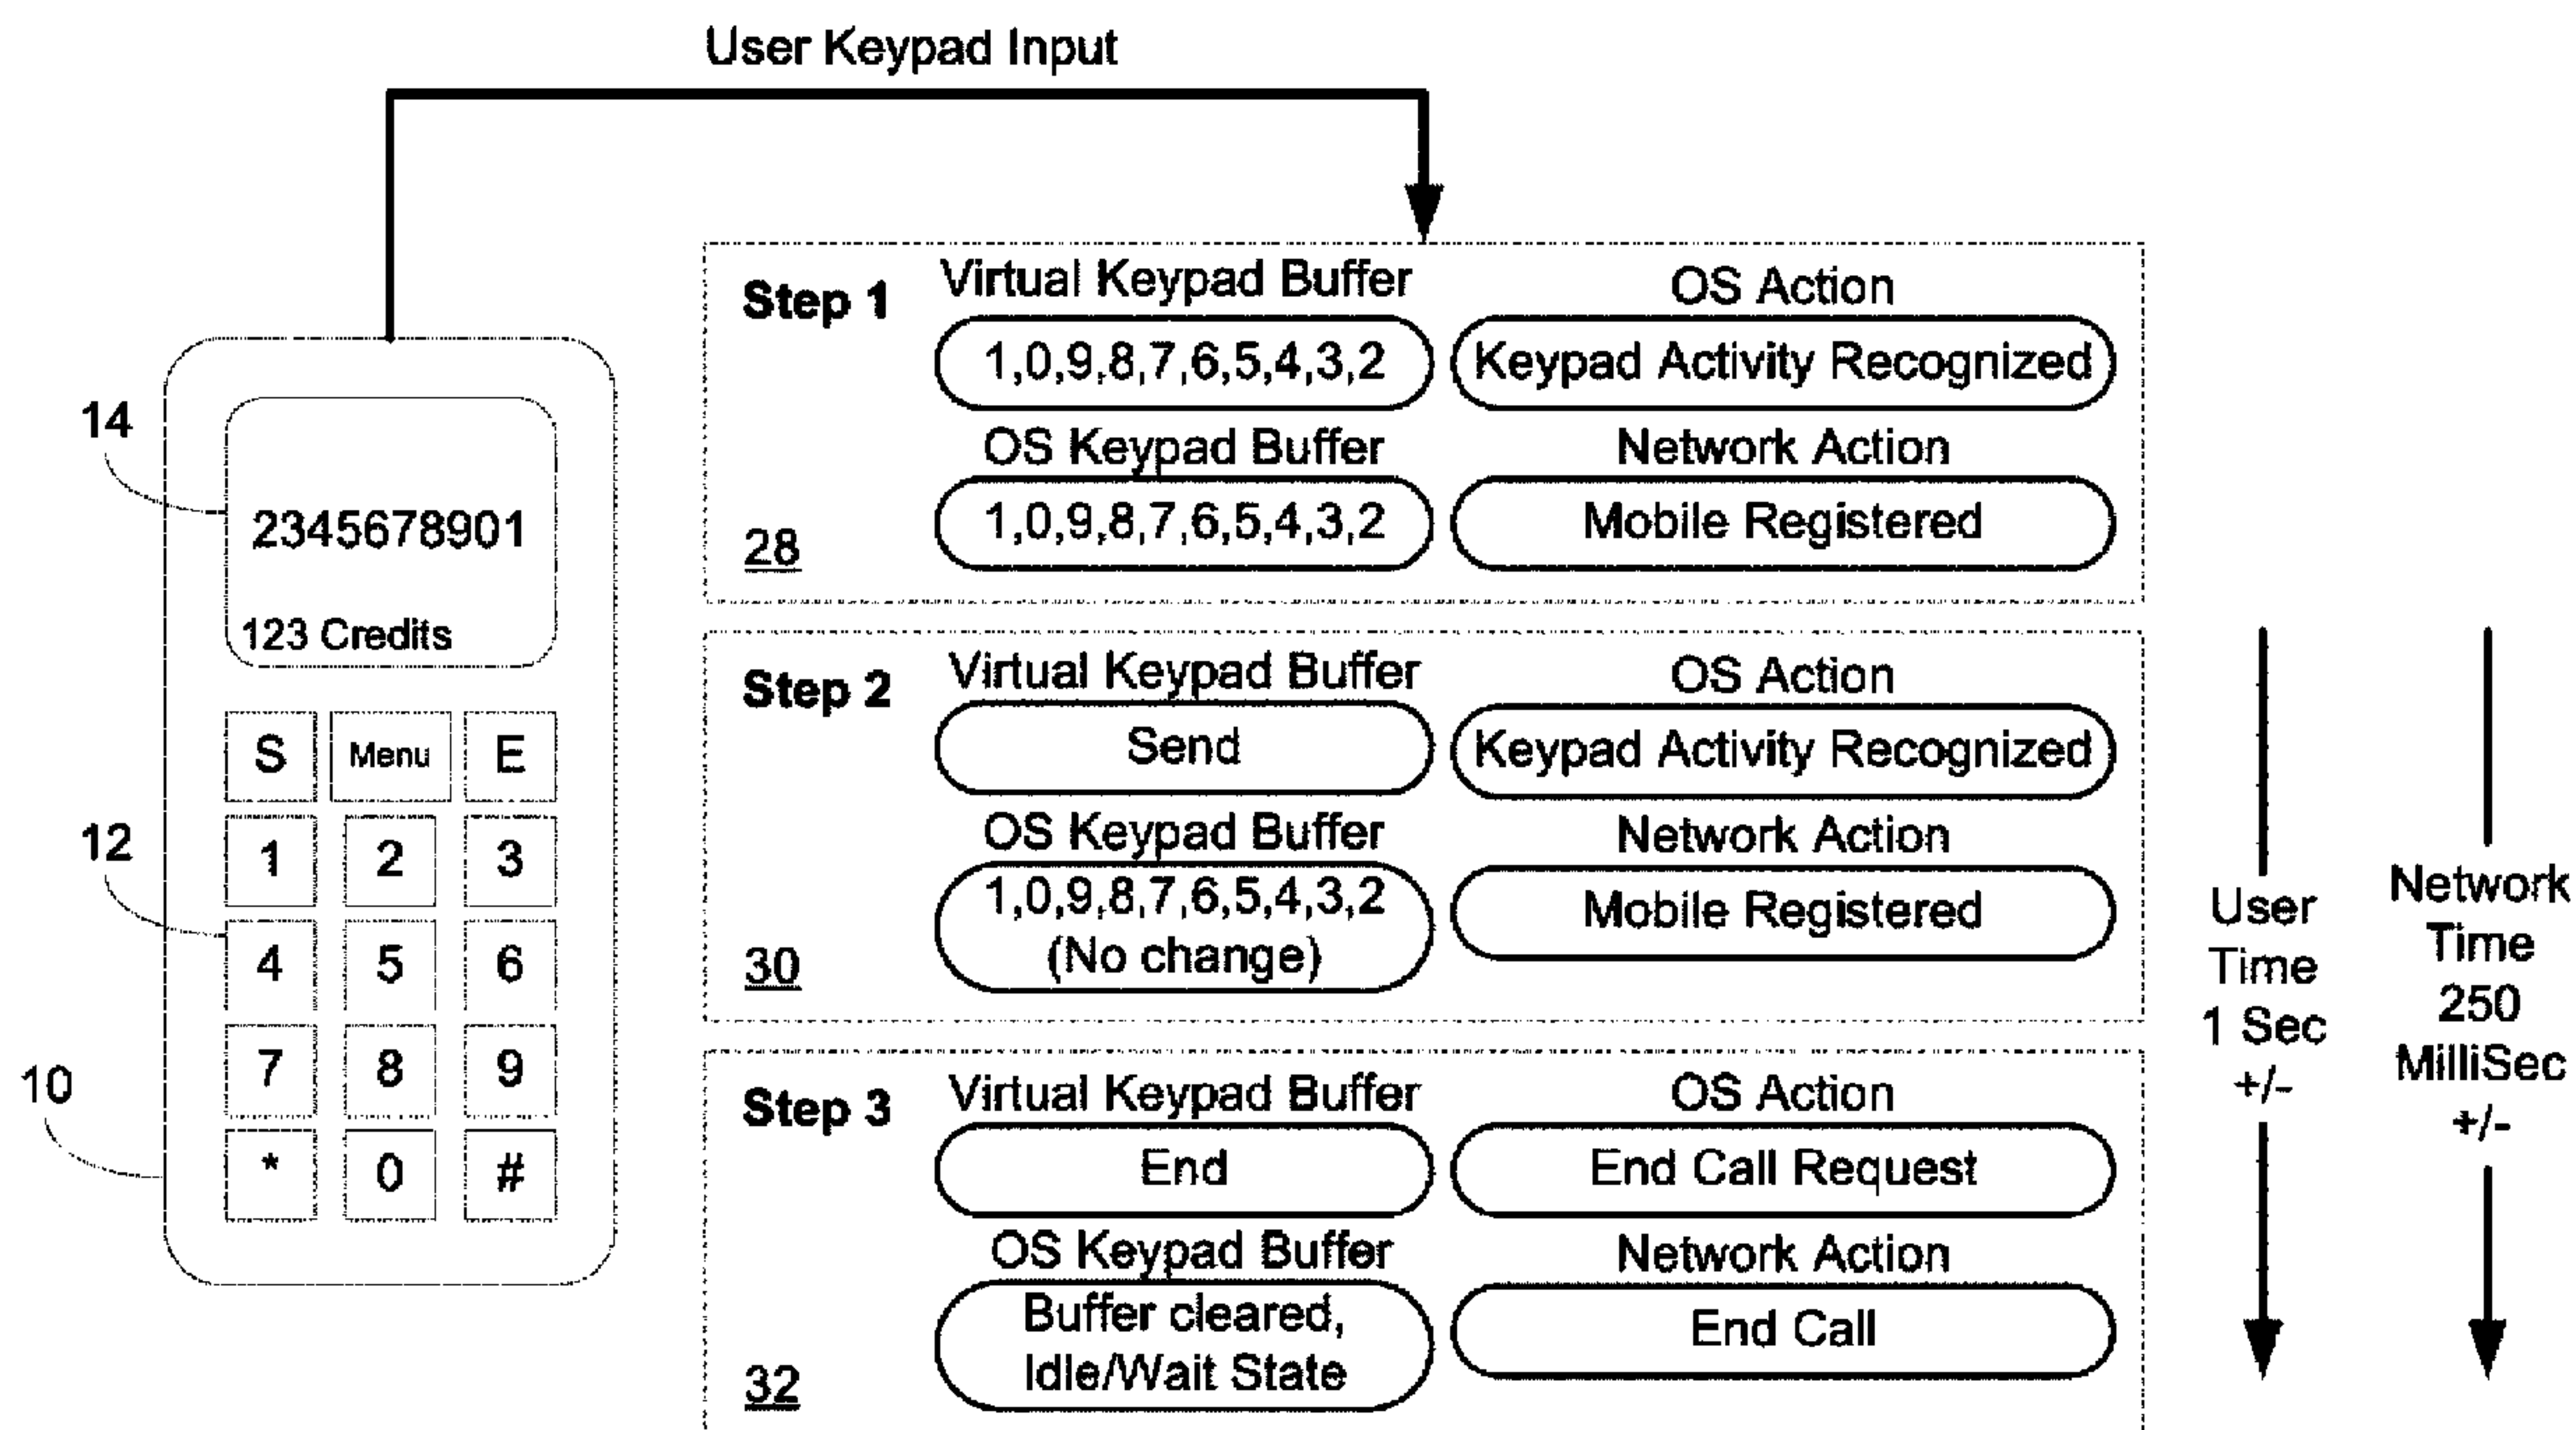 User Keypad Input
14
2345678901
123 Credits
S Menu E
1 2 3
12
4 5 6
7 8 9
10
* 0 #
Step 1
Virtual Keypad Buffer
OS Action
1,0,9,8,7,6,5,4,3,2
Keypad Activity Recognized
OS Keypad Buffer
Network Action
1,0,9,8,7,6,5,4,3,2
Mobile Registered
28
Step 2
Virtual Keypad Buffer
OS Action
Send
Keypad Activity Recognized
OS Keypad Buffer
Network Action
1,0,9,8,7,6,5,4,3,2
(No change)
Mobile Registered
30
Step 3
Virtual Keypad Buffer
OS Action
End
End Call Request
OS Keypad Buffer
Network Action
Buffer cleared,
Idle/Wait State
End Call
32
User
Time
1 Sec
+/-
Network
Time
250
MilliSec
+/-